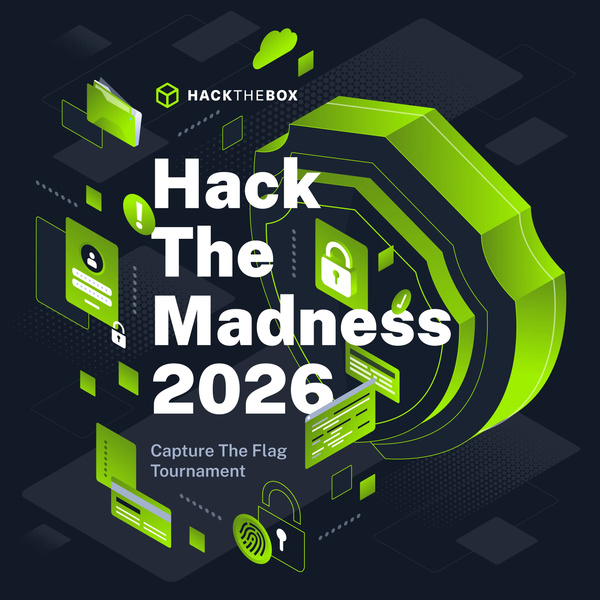 HACKTHEBOX
Hack
The
Madness
2026
Capture The Flag
Tournament